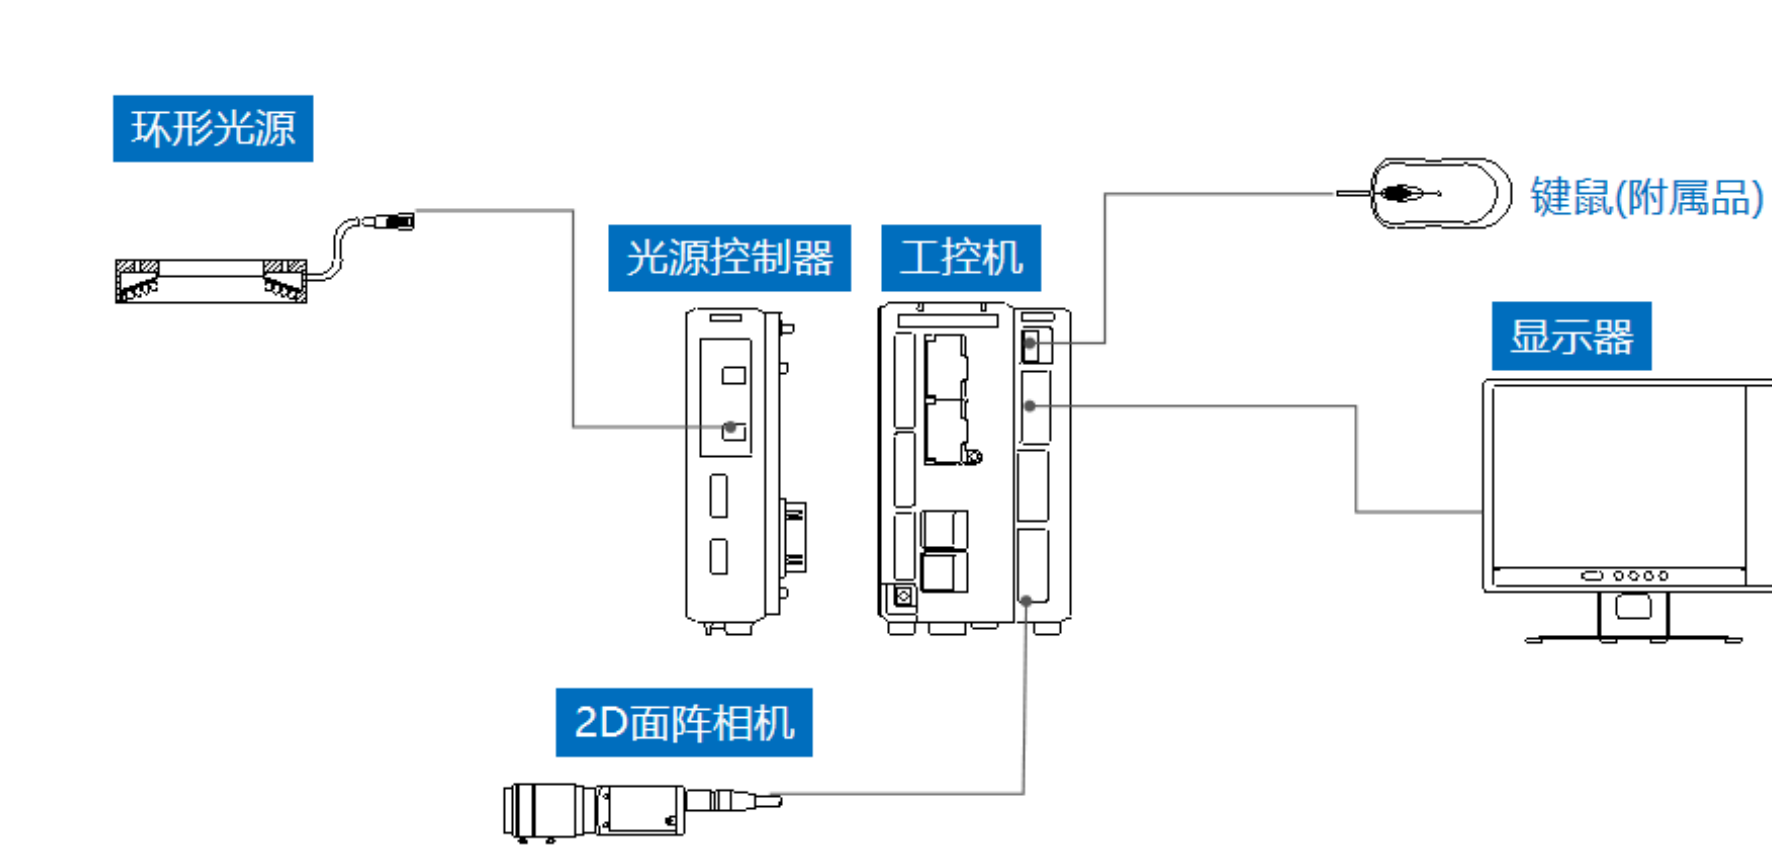 环形光源
键鼠(附属品)
光源控制器
工控机
显示器
2D面阵相机